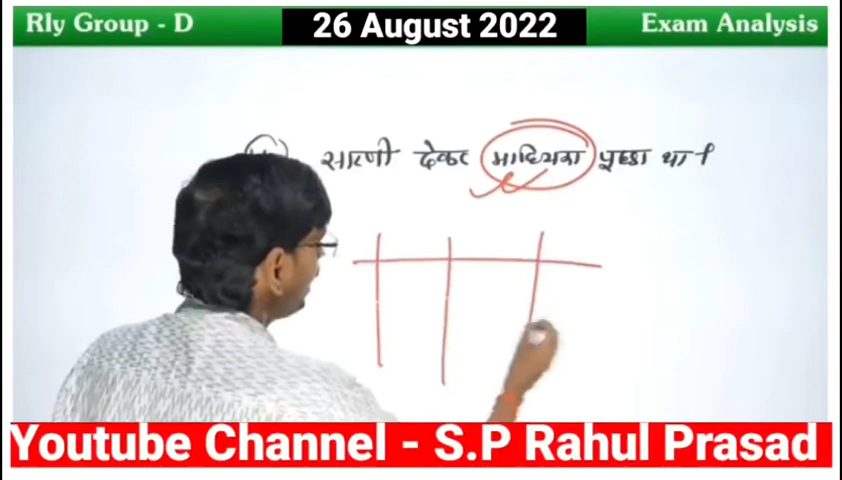 Rly Group - D
26 August 2022
Exam Analysis
सारणी देकर माध्यिका पूछा था।
Youtube Channel - S.P Rahul Prasad